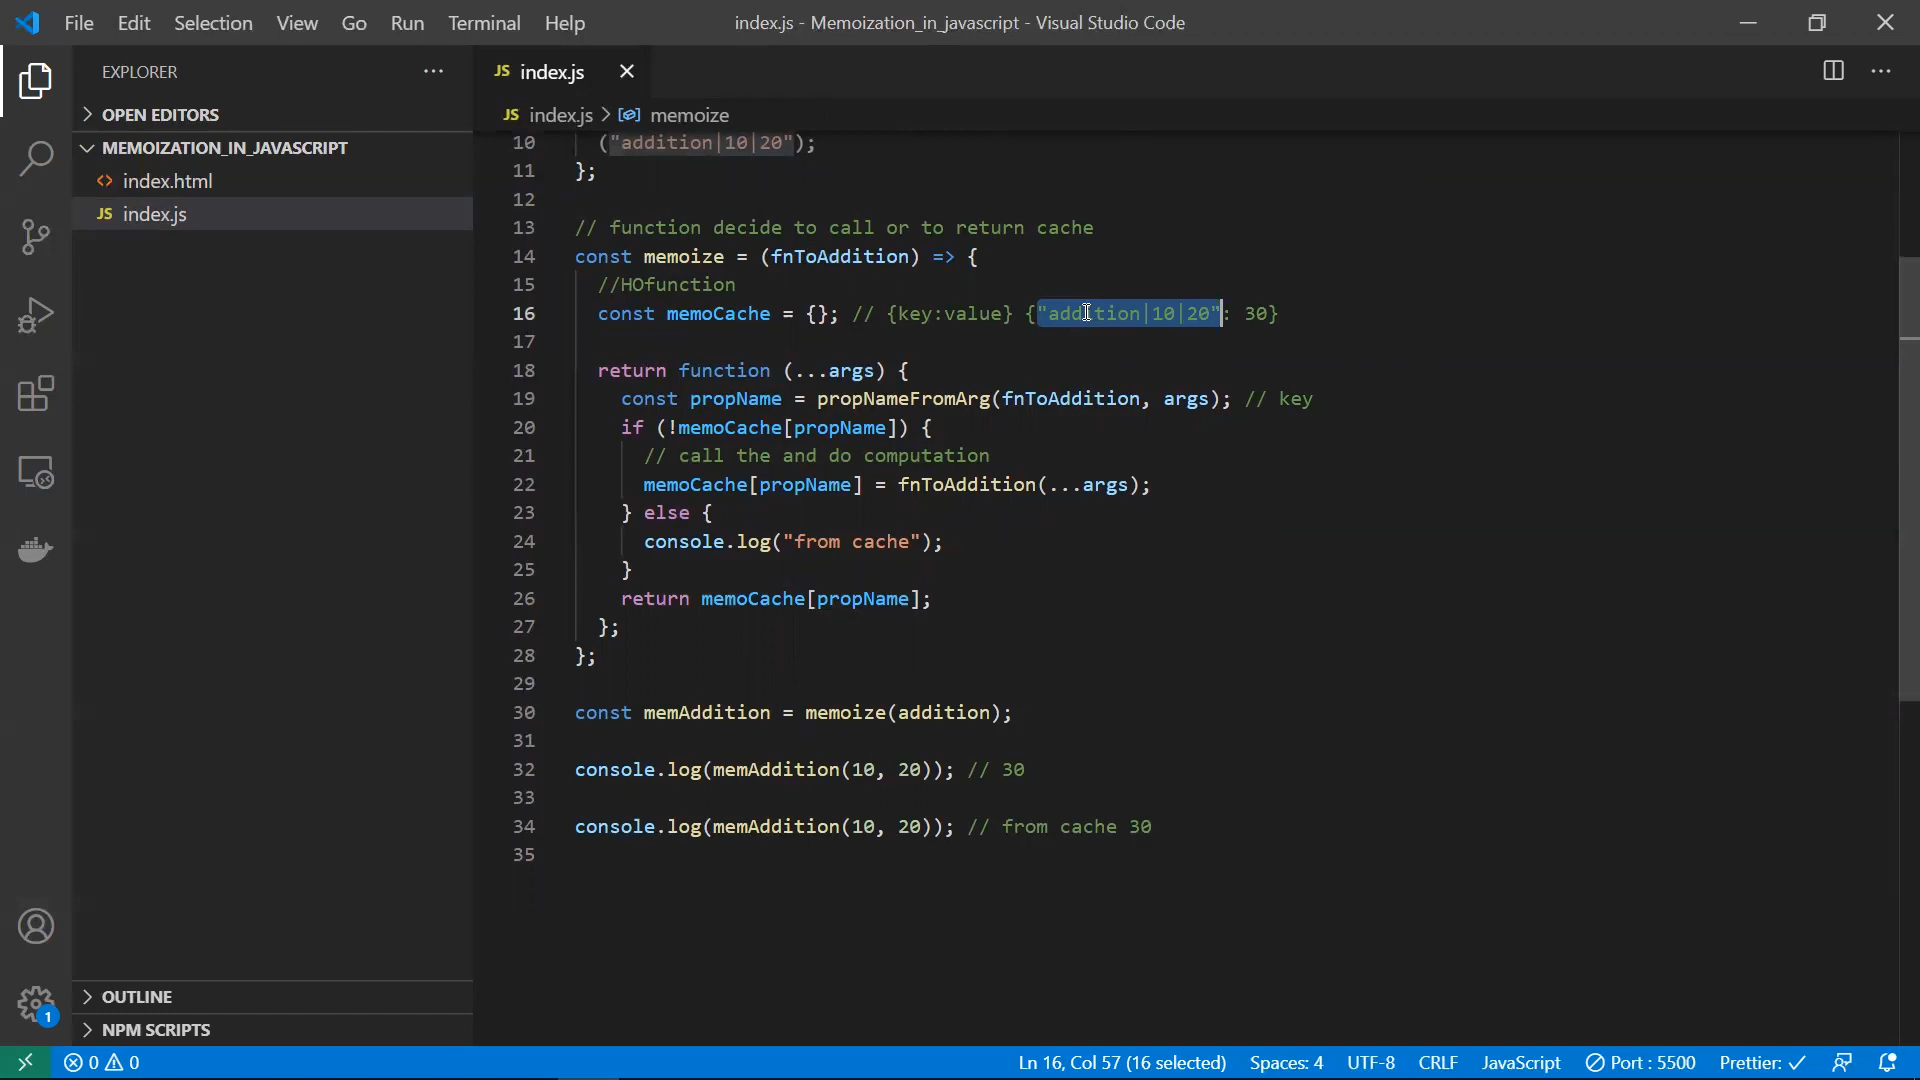 File Edit Selection View Go Run Terminal Help
index.js - Memoization_in_javascript - Visual Studio Code
EXPLORER
OPEN EDITORS
MEMOIZATION_IN_JAVASCRIPT
<> index.html
JS index.js
OUTLINE
NPM SCRIPTS
JS index.js
JS index.js > memoize
10 ("addition|10|20");
11 };
12
13 // function decide to call or to return cache
14 const memoize = (fnToAddition) => {
15 //HOfunction
16 const memoCache = {}; // {key:value} {"addition|10|20": 30}
17
18 return function (...args) {
19 const propName = propNameFromArg(fnToAddition, args); // key
20 if (!memoCache[propName]) {
21 // call the and do computation
22 memoCache[propName] = fnToAddition(...args);
23 } else {
24 console.log("from cache");
25 }
26 return memoCache[propName];
27 };
28 };
29
30 const memAddition = memoize(addition);
31
32 console.log(memAddition(10, 20)); // 30
33
34 console.log(memAddition(10, 20)); // from cache 30
35
1
0 0 Ln 16, Col 57 (16 selected) Spaces: 4 UTF-8 CRLF JavaScript Port : 5500 Prettier: ✓